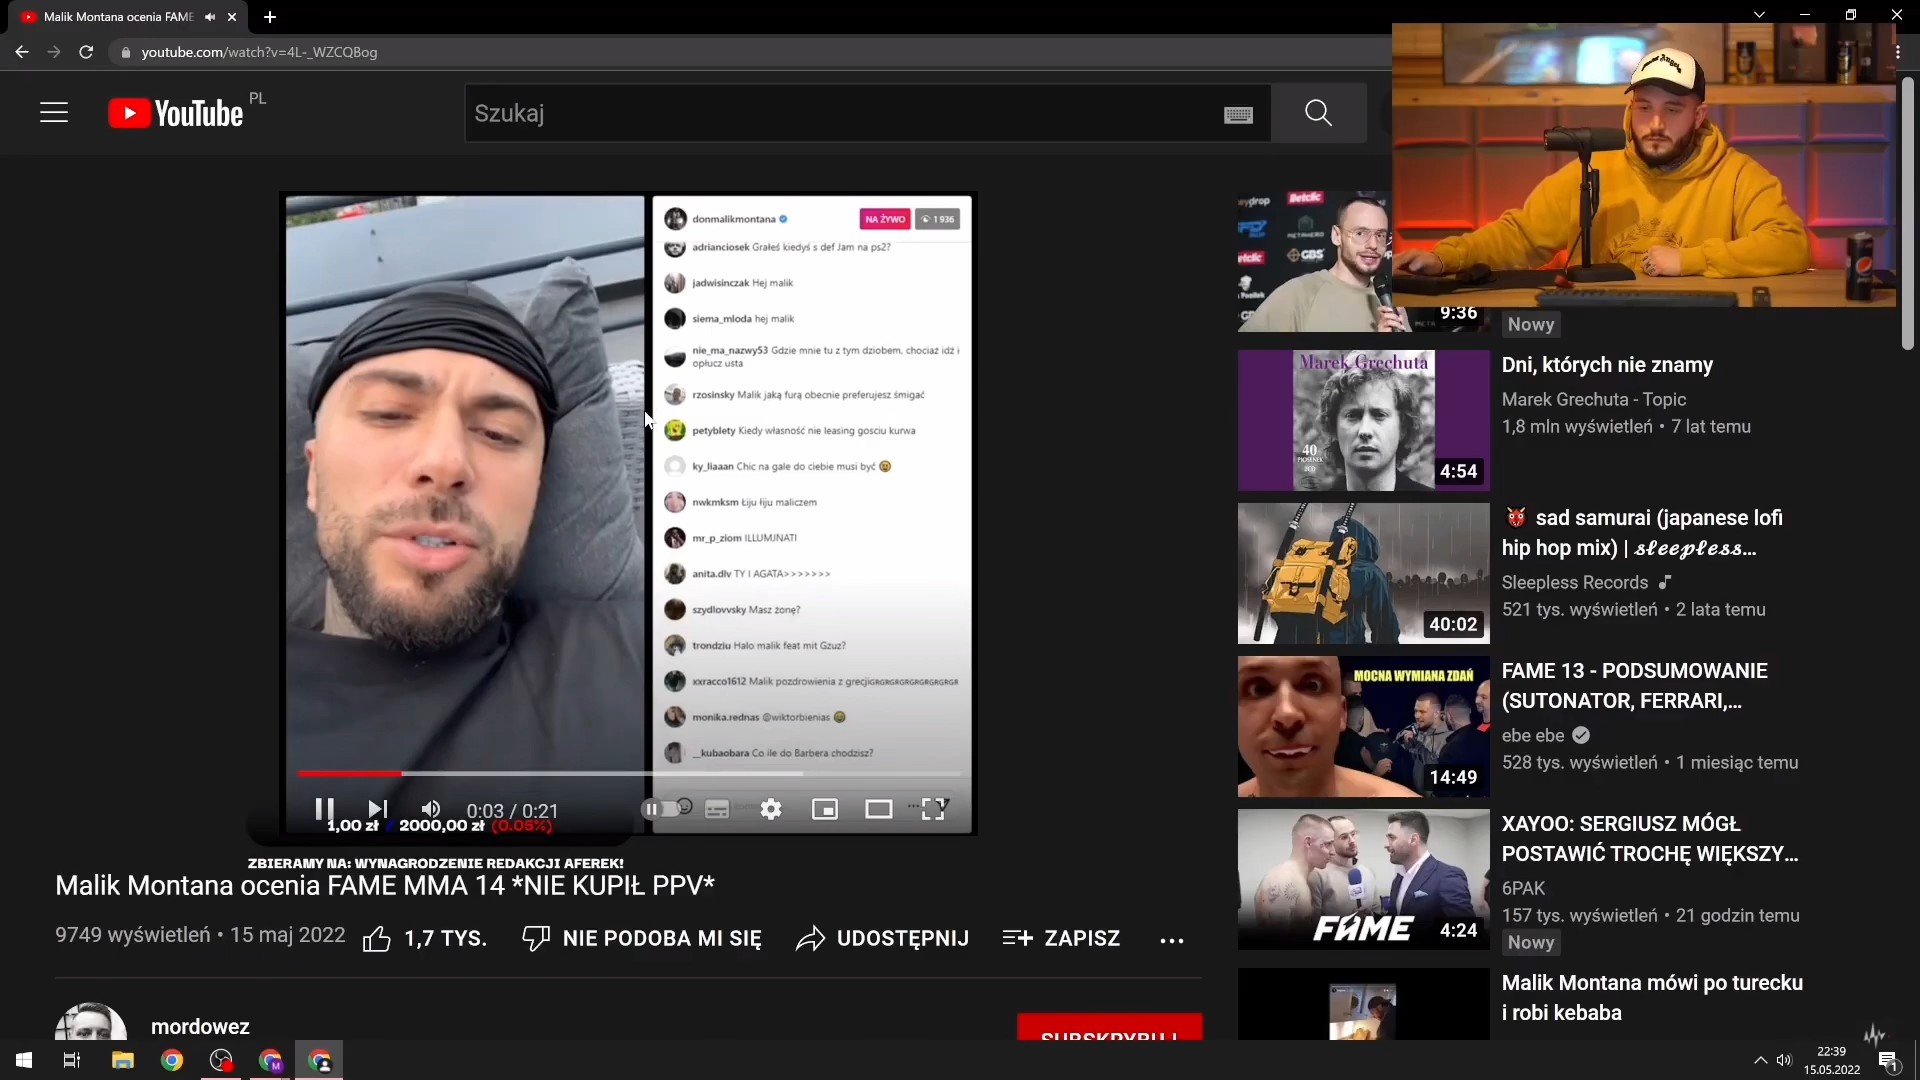 Malik Montana ocenia FAME
youtube.com/watch?v=4L-_WZCQBog
YouTube PL
Szukaj
donmalikmontana
NA ŻYWO
1 936
adrianciosek Grałeś kiedyś s def Jam na ps2?
jadwisinczak Hej malik
siema_mloda hej malik
nie_ma_nazwy53 Gdzie mnie tu z tym dziobem, chociaż idź i
opłucz usta
rzosinsky Malik jaką furą obecnie preferujesz śmigać
petyblety Kiedy własność nie leasing gosciu kurwa
ky_liaaan Chic na gale do ciebie musi być
nwkmksm Łiju łiju maliczem
mr_p_ziom ILLUMJNATI
anita.dlv TY I AGATA>>>>>>>
szydlovvsky Masz żonę?
trondziu Halo malik feat mit Gzuz?
xxracco1612 Malik pozdrowienia z grecjiGRGRGRGRGRGRGRGR
monika.rednas @wiktorbienias
__kubaobara Co ile do Barbera chodzisz?
0:03 / 0:21
1,00 zł / 2000,00 zł (0.05%)
ZBIERAMY NA: WYNAGRODZENIE REDAKCJI AFEREK!
Malik Montana ocenia FAME MMA 14 *NIE KUPIŁ PPV*
9749 wyświetleń • 15 maj 2022
1,7 TYS.
NIE PODOBA MI SIĘ
UDOSTĘPNIJ
ZAPISZ
mordowez
SUBSKRYBUJ
Betclic
GBS
9:36
Nowy
Marek Grechuta
40
PIOSENEK
2CD
4:54
Dni, których nie znamy
Marek Grechuta - Topic
1,8 mln wyświetleń • 7 lat temu
40:02
sad samurai (japanese lofi
hip hop mix) | 𝓼𝓵𝓮𝓮𝓹𝓵𝓮𝓼𝓼...
Sleepless Records
521 tys. wyświetleń • 2 lata temu
MOCNA WYMIANA ZDAŃ
14:49
FAME 13 - PODSUMOWANIE
(SUTONATOR, FERRARI,...
ebe ebe
528 tys. wyświetleń • 1 miesiąc temu
FAME
4:24
XAYOO: SERGIUSZ MÓGŁ
POSTAWIĆ TROCHĘ WIĘKSZY...
6PAK
157 tys. wyświetleń • 21 godzin temu
Nowy
Malik Montana mówi po turecku
i robi kebaba
22:39
15.05.2022
1